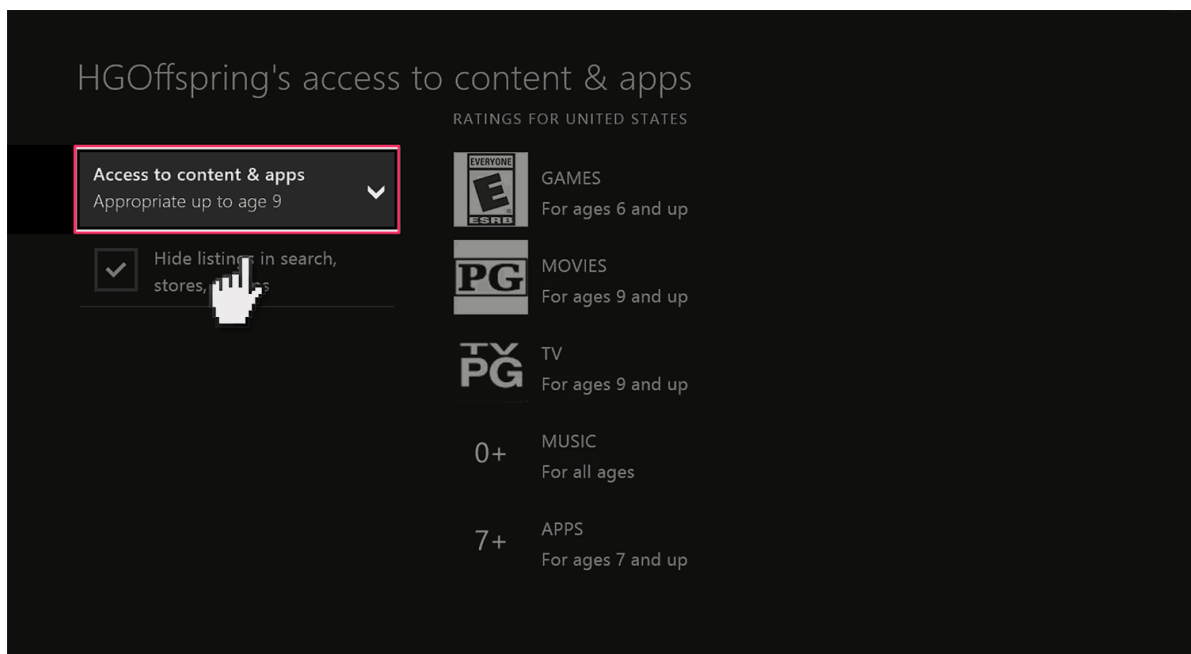 HGOffspring's access to content & apps
RATINGS FOR UNITED STATES
Access to content & apps
Appropriate up to age 9
Hide listings in search,
stores,
EVERYONE
E
ESRB
GAMES
For ages 6 and up
PG
MOVIES
For ages 9 and up
TV
PG
TV
For ages 9 and up
0+
MUSIC
For all ages
7+
APPS
For ages 7 and up